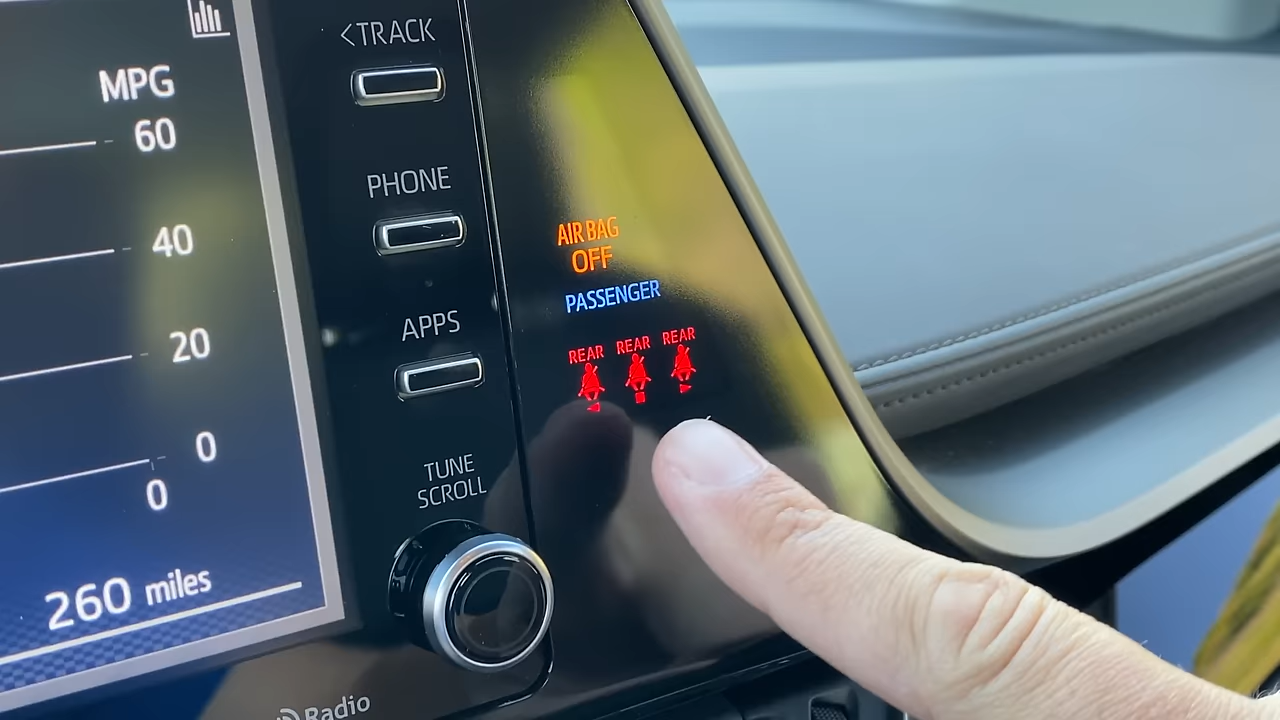 MPG
60
40
20
0
0
260 miles
<TRACK
PHONE
APPS
TUNE
SCROLL
Radio
AIR BAG
OFF
PASSENGER
REAR REAR REAR